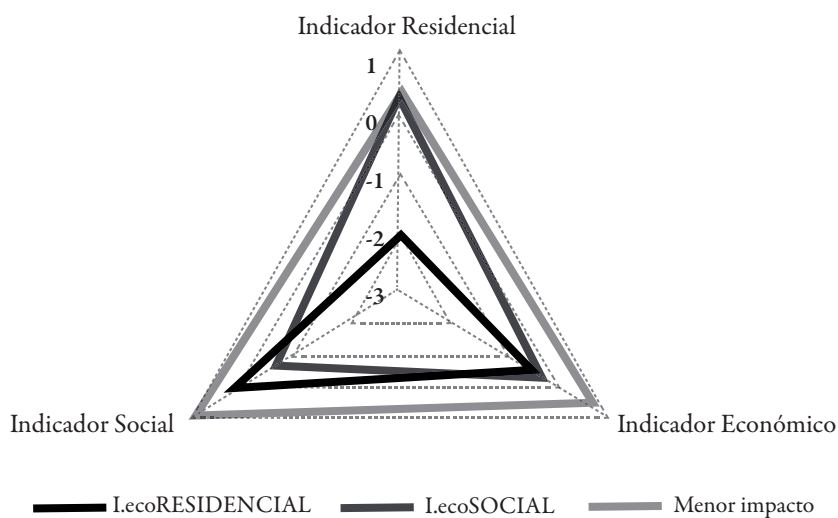 Indicador Residencial
1
0
-1
-2
-3
Indicador Social
Indicador Económico
I.ecoRESIDENCIAL
I.ecoSOCIAL
Menor impacto